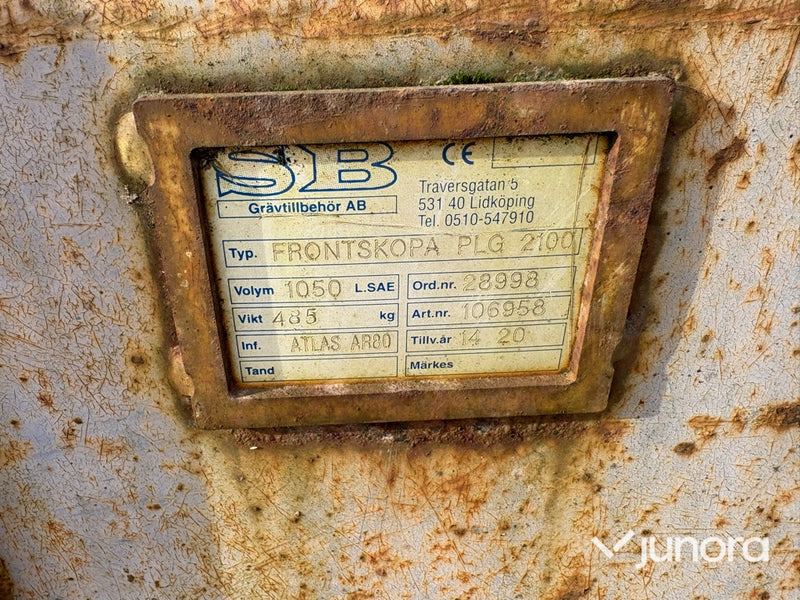 SB
CE
Grävtillbehör AB
Traversgatan 5
531 40 Lidköping
Tel. 0510-547910
Typ. FRONTSKOPA PLG 2100
Volym 1050 L.SAE
Ord.nr. 28998
Vikt 485 kg
Art.nr. 106958
Inf. ATLAS AR80
Tillv.år 14 20
Tand
Märkes
junora